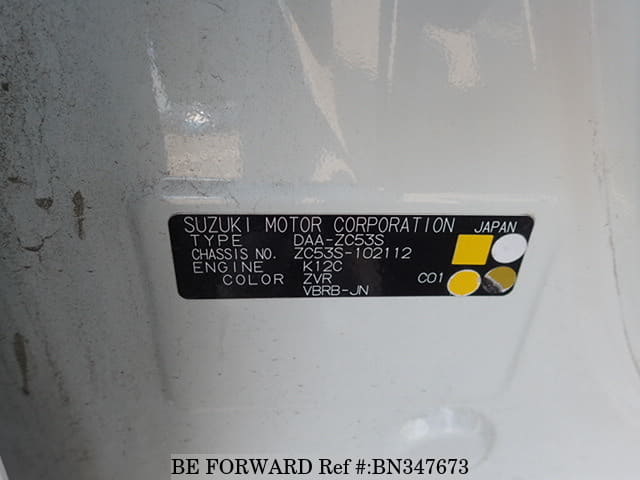 SUZUKI MOTOR CORPORATION JAPAN
TYPE DAA-ZC53S
CHASSIS NO. ZC53S-102112
ENGINE K12C
COLOR ZVR C01
VBRB-JN
BE FORWARD Ref #:BN347673